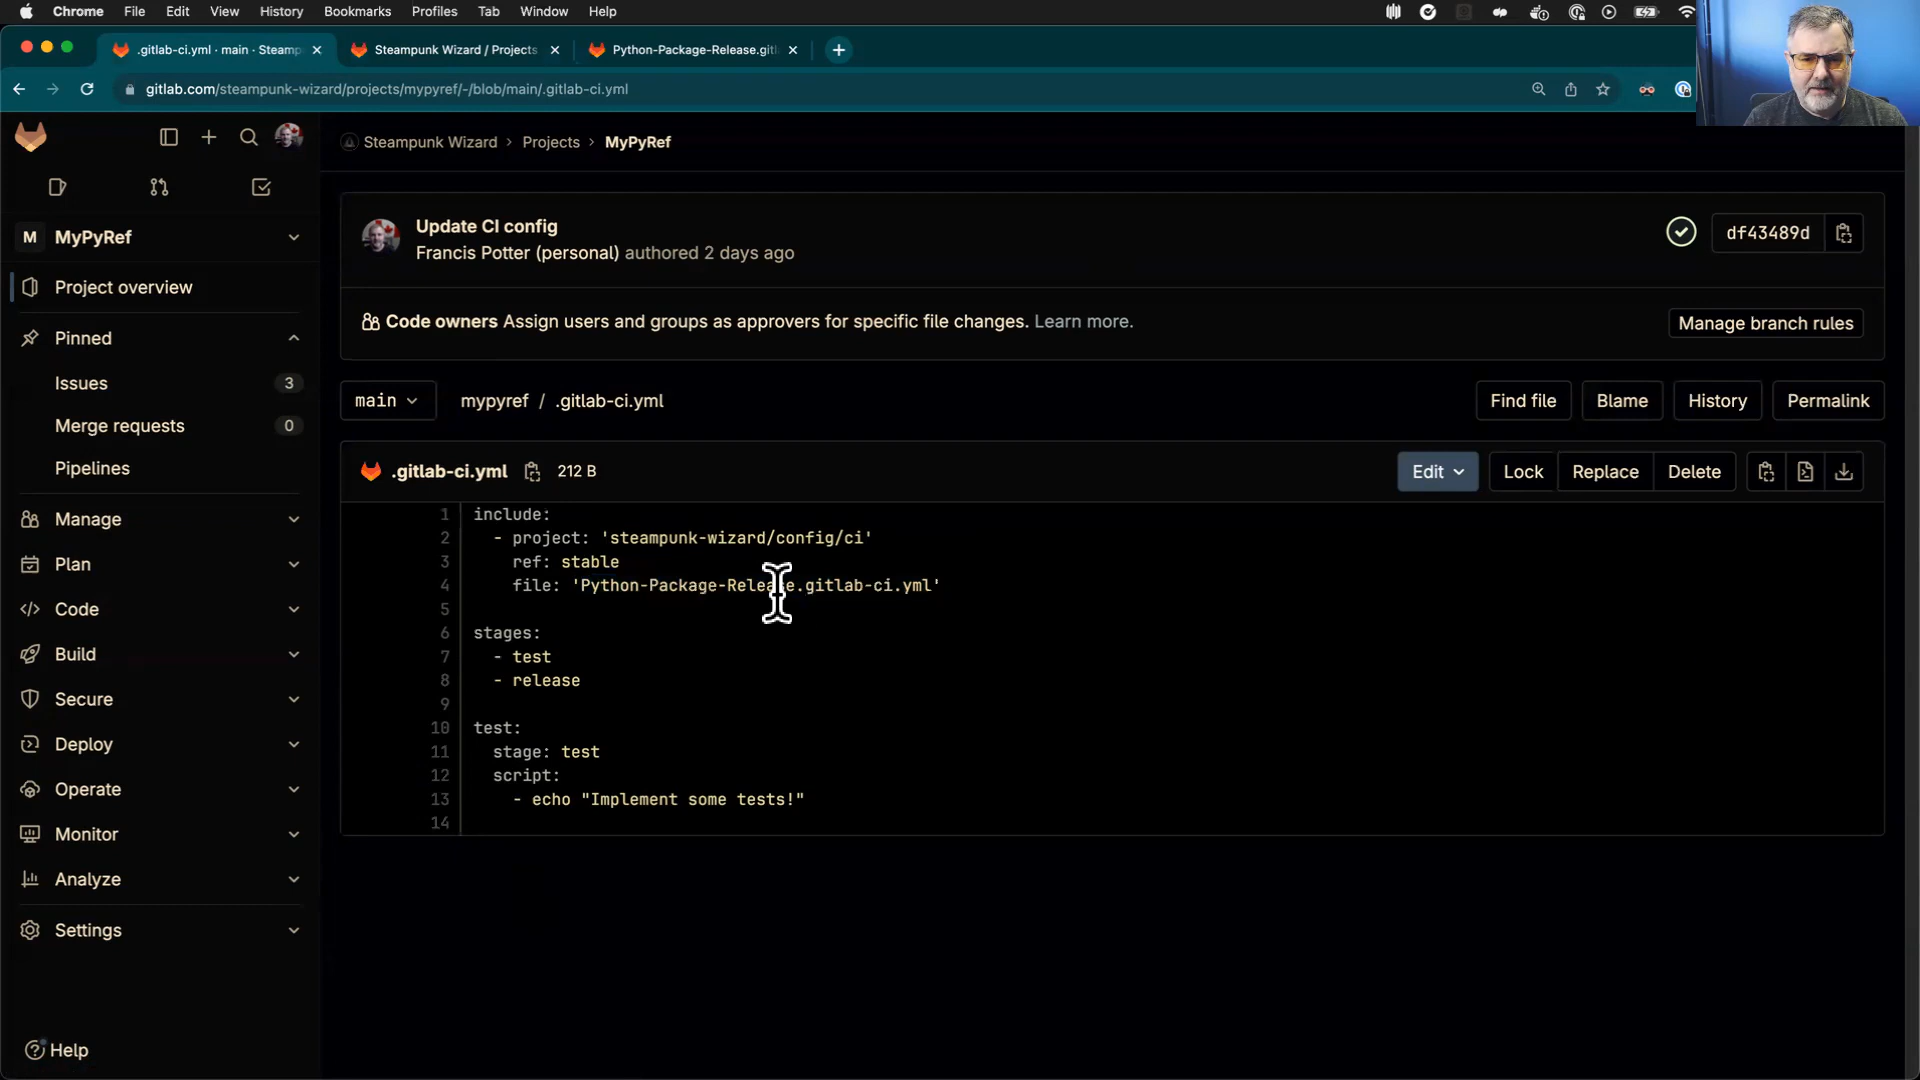 Chrome File Edit View History Bookmarks Profiles Tab Window Help
.gitlab-ci.yml · main · Steamp
Steampunk Wizard / Projects
Python-Package-Release.gitl
gitlab.com/steampunk-wizard/projects/mypyref/-/blob/main/.gitlab-ci.yml
Steampunk Wizard > Projects > MyPyRef
M MyPyRef
Project overview
Pinned
Issues 3
Merge requests 0
Pipelines
Manage
Plan
Code
Build
Secure
Deploy
Operate
Monitor
Analyze
Settings
Help
Update CI config
Francis Potter (personal) authored 2 days ago
df43489d
Code owners Assign users and groups as approvers for specific file changes. Learn more.
Manage branch rules
main
mypyref / .gitlab-ci.yml
Find file Blame History Permalink
.gitlab-ci.yml 212 B
Edit Lock Replace Delete
1 include:
2 - project: 'steampunk-wizard/config/ci'
3 ref: stable
4 file: 'Python-Package-Release.gitlab-ci.yml'
5
6 stages:
7 - test
8 - release
9
10 test:
11 stage: test
12 script:
13 - echo "Implement some tests!"
14